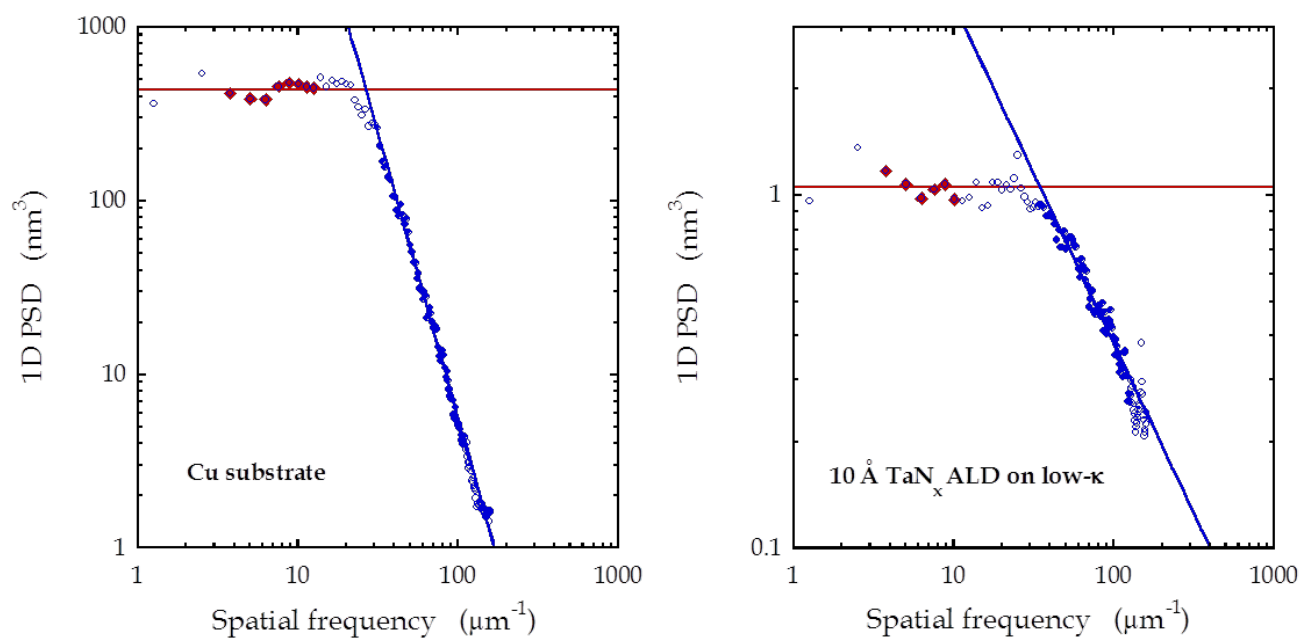 1000
100
10
1
1D PSD (nm³)
Cu substrate
1
10
100
1000
Spatial frequency (μm⁻¹)
1
0.1
1D PSD (nm³)
10 Å TaNₓ ALD on low-κ
1
10
100
1000
Spatial frequency (μm⁻¹)